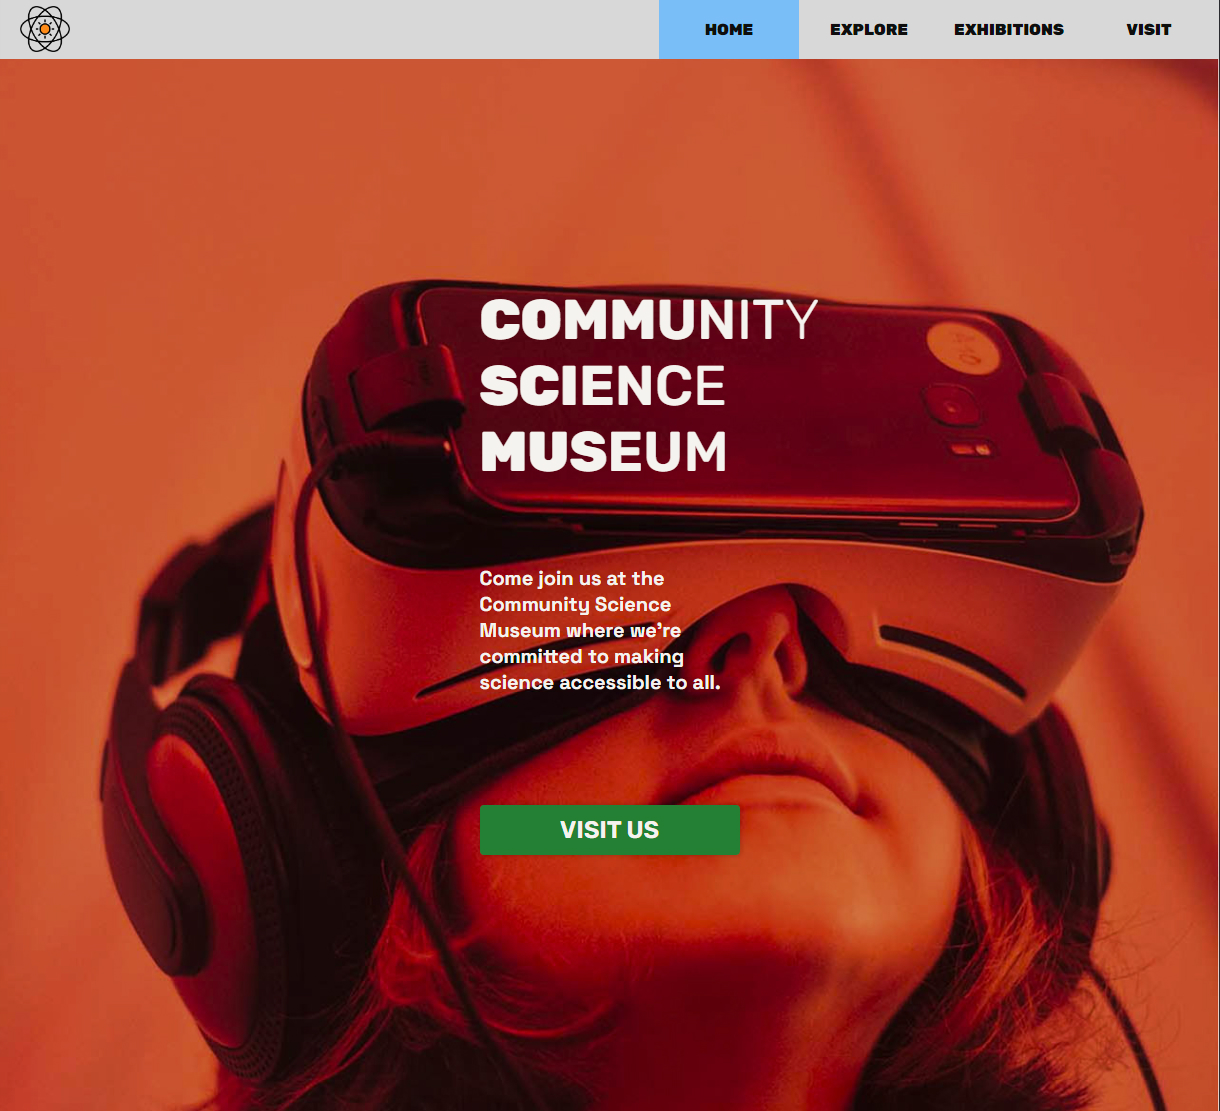 HOME EXPLORE EXHIBITIONS VISIT
COMMUNITY
SCIENCE
MUSEUM
Come join us at the
Community Science
Museum where we're
committed to making
science accessible to all.
VISIT US